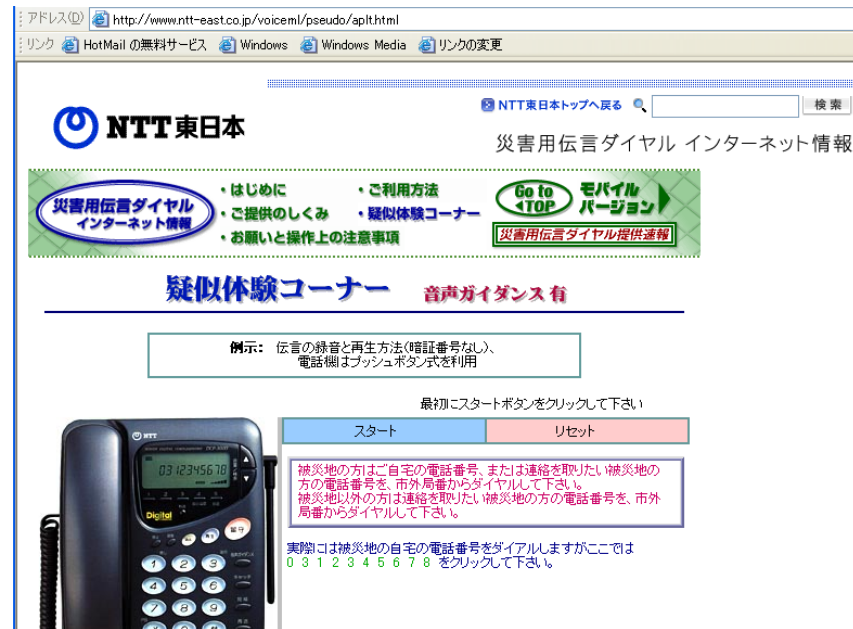 アドレス(D) http://www.ntt-east.co.jp/voiceml/pseudo/aplt.html
リンク HotMail の無料サービス Windows Windows Media リンクの変更
NTT東日本トップへ戻る 検索
NTT東日本
災害用伝言ダイヤル インターネット情報
災害用伝言ダイヤル
インターネット情報
・はじめに ・ご利用方法
・ご提供のしくみ ・疑似体験コーナー
・お願いと操作上の注意事項
Go to
TOP
モバイル
バージョン
災害用伝言ダイヤル提供速報
疑似体験コーナー 音声ガイダンス有
例示: 伝言の録音と再生方法(暗証番号なし)、
電話機はプッシュボタン式を利用
最初にスタートボタンをクリックして下さい
スタート リセット
被災地の方はご自宅の電話番号、または連絡を取りたい被災地の
方の電話番号を、市外局番からダイヤルして下さい。
被災地以外の方は連絡を取りたい被災地の方の電話番号を、市外
局番からダイヤルして下さい。
実際には被災地の自宅の電話番号をダイアルしますがここでは
0 3 1 2 3 4 5 6 7 8 をクリックして下さい。
NTT
0312345678
Digital
留守
1 2 3
4 5 6
7 8 9